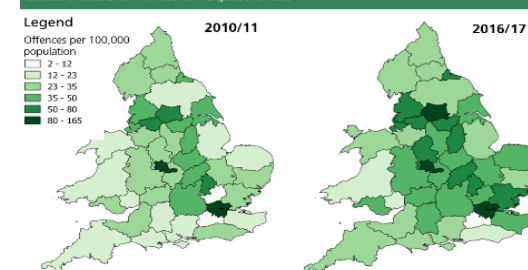 Legend
2010/11
2016/17
Offences per 100,000
population
2 - 12
12 - 23
23 - 35
35 - 50
50 - 80
80 - 165